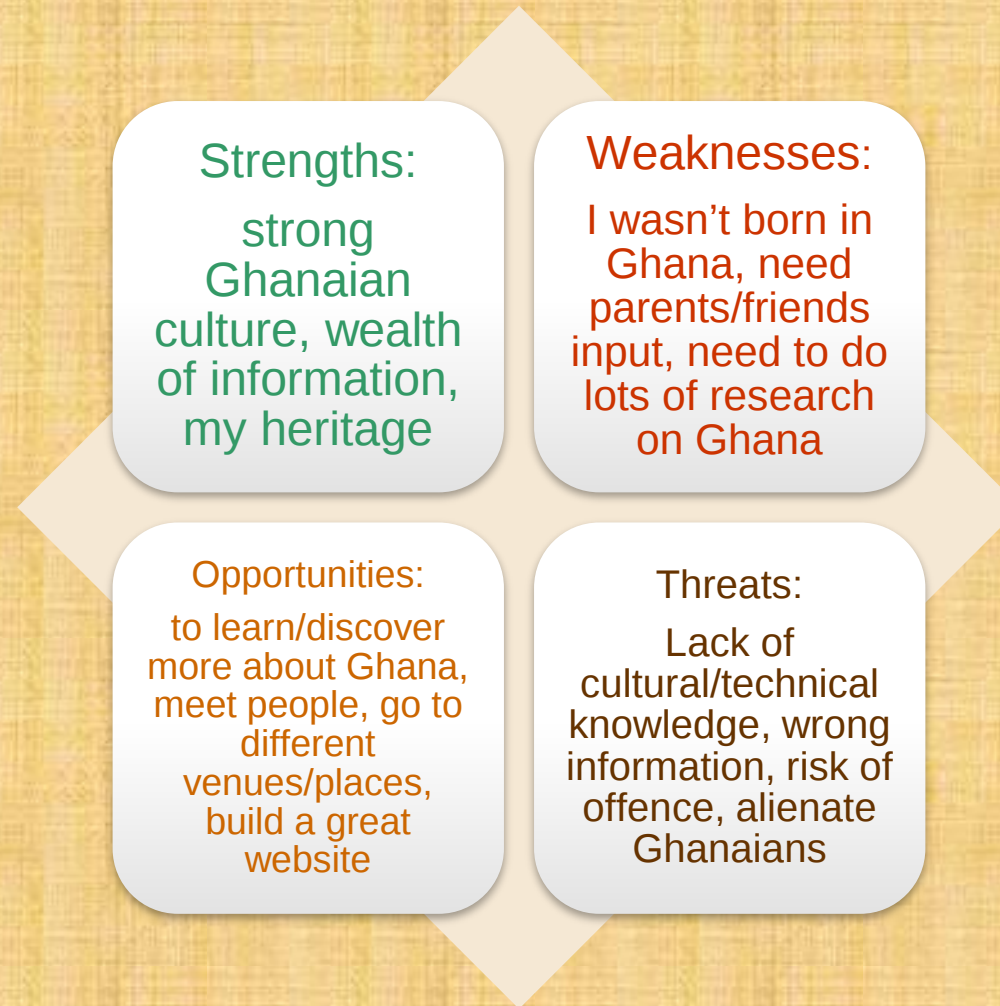 Strengths:
strong
Ghanaian
culture, wealth
of information,
my heritage
Weaknesses:
I wasn’t born in
Ghana, need
parents/friends
input, need to do
lots of research
on Ghana
Opportunities:
to learn/discover
more about Ghana,
meet people, go to
different
venues/places,
build a great
website
Threats:
Lack of
cultural/technical
knowledge, wrong
information, risk of
offence, alienate
Ghanaians